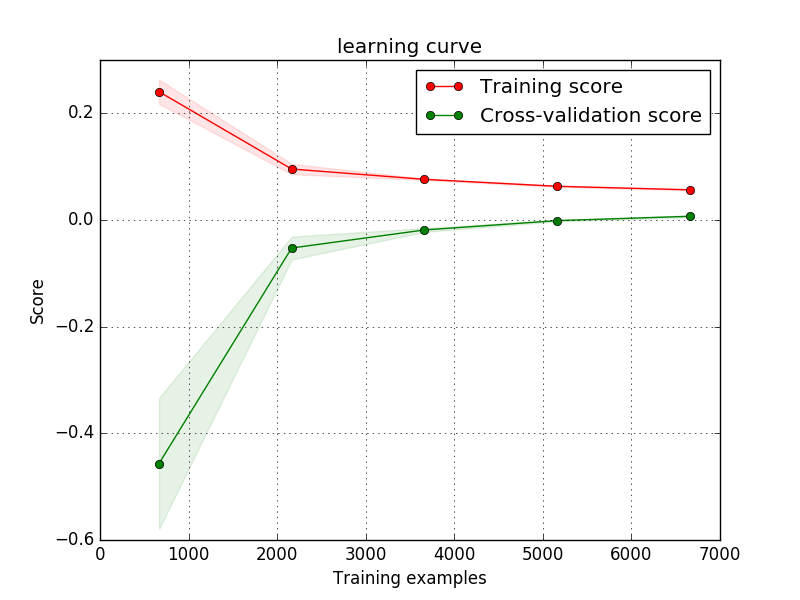 learning curve
Training score
Cross-validation score
0.2
0.0
−0.2
−0.4
−0.6
Score
0 1000 2000 3000 4000 5000 6000 7000
Training examples